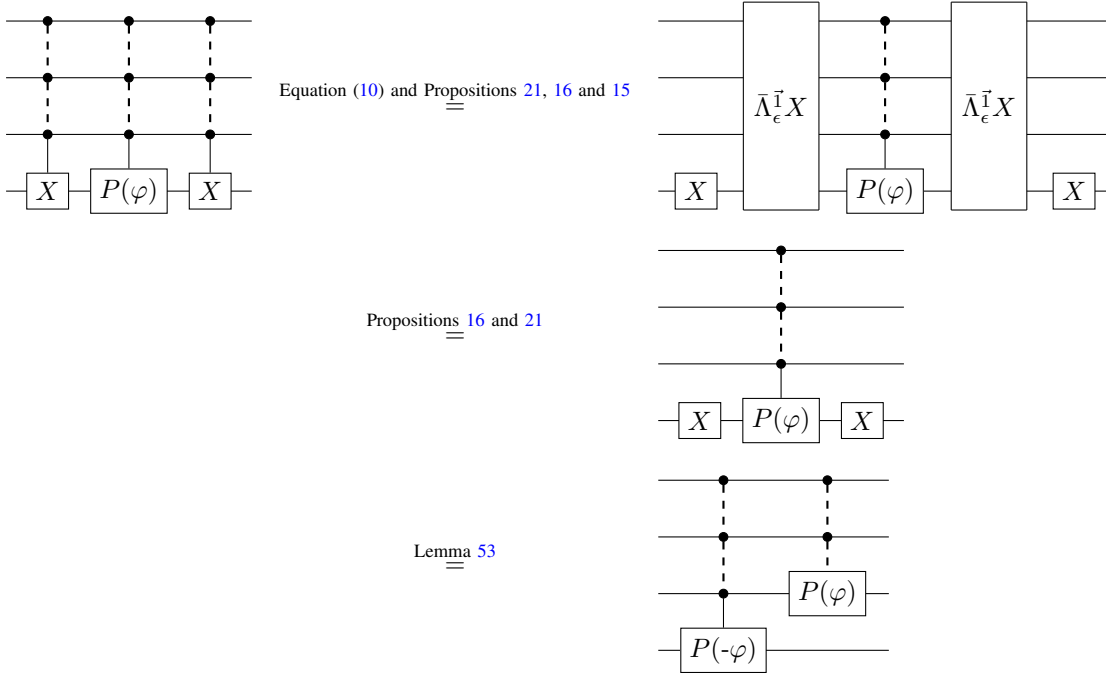 Equation (10) and Propositions 21, 16 and 15
=
X P(φ) X
X Λ̄_ϵ^{1⃗}X P(φ) Λ̄_ϵ^{1⃗}X X
Propositions 16 and 21
=
X P(φ) X
Lemma 53
=
P(φ)
P(-φ)